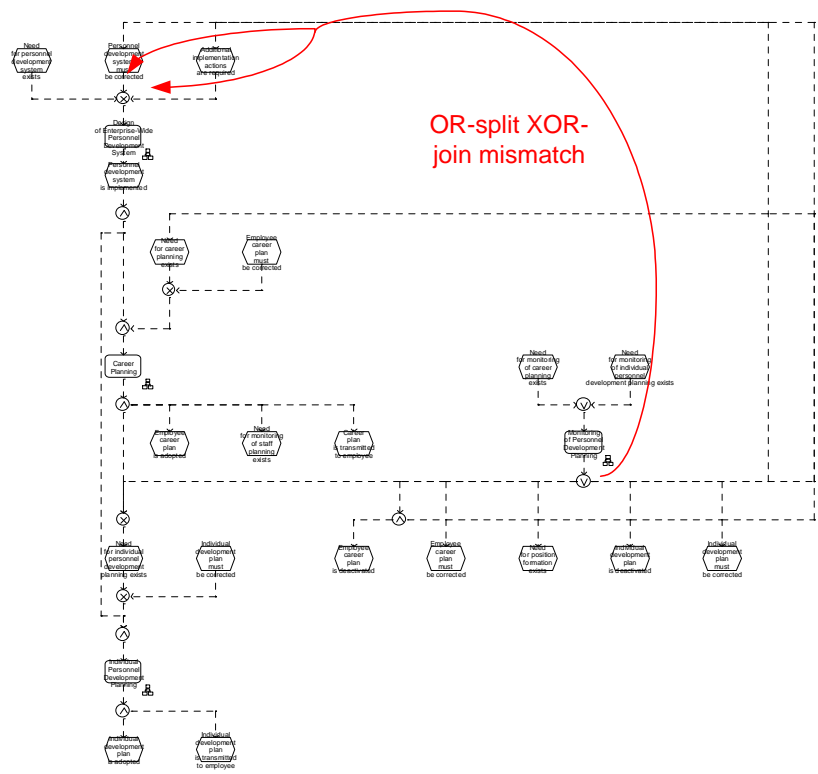 Need
for personnel
development
system
exists
Personnel
development
system
must
be corrected
Additional
implementation
actions
are required
OR-split XOR-
join mismatch
Design
of Enterprise-Wide
Personnel
Development
System
Personnel
development
system
is implemented
Need
for career
planning
exists
Employee
career
plan
must
be corrected
Career
Planning
Need
for monitoring
of career
planning
exists
Need
for monitoring
of individual
personnel
development planning exists
Employee
career
plan
is adopted
Need
for monitoring
of staff
planning
exists
Career
plan
is transmitted
to employee
Monitoring
of Personnel
Development
Planning
Need
for individual
personnel
development
planning exists
Individual
development
plan
must
be corrected
Employee
career
plan
is deactivated
Employee
career
plan
must
be corrected
Need
for position
formation
exists
Individual
development
plan
is deactivated
Individual
development
plan
must
be corrected
Individual
Personnel
Development
Planning
Individual
development
plan
is adopted
Individual
development
plan
is transmitted
to employee